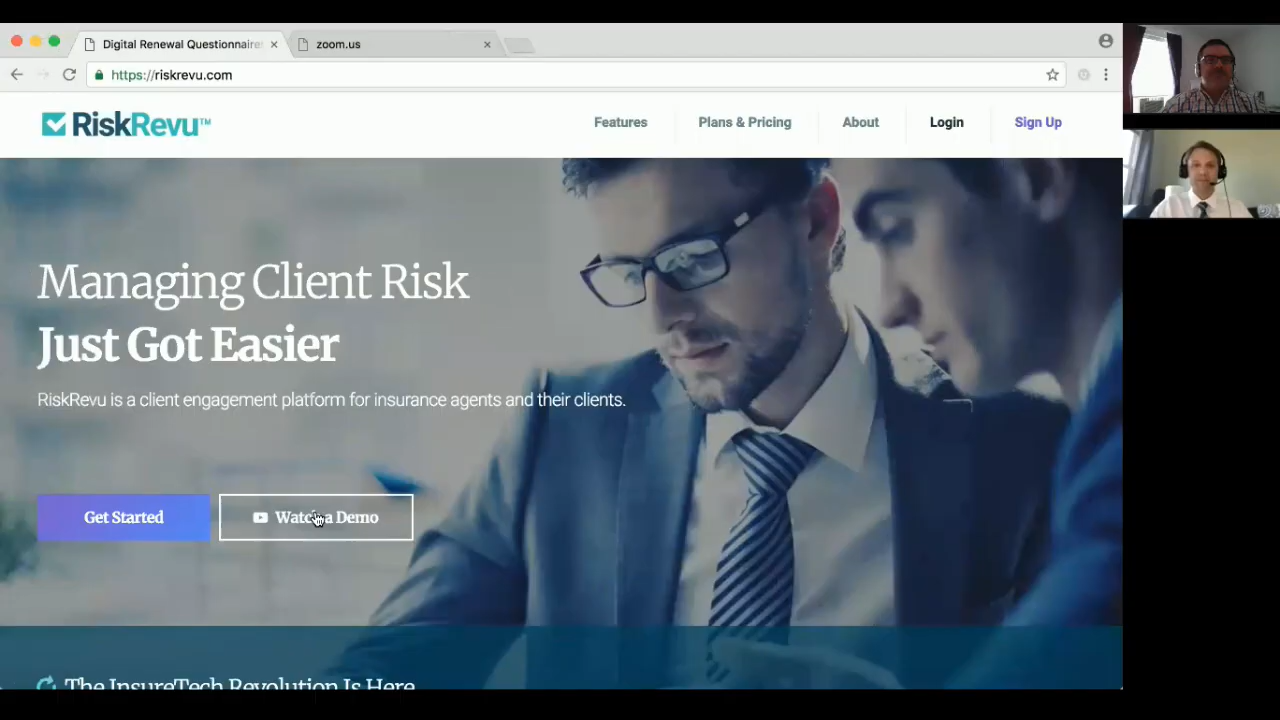 Digital Renewal Questionnaire
zoom.us
https://riskrevu.com
RiskRevu™
Features
Plans & Pricing
About
Login
Sign Up
Managing Client Risk
Just Got Easier
RiskRevu is a client engagement platform for insurance agents and their clients.
Get Started
Watch a Demo
The InsureTech Revolution Is Here